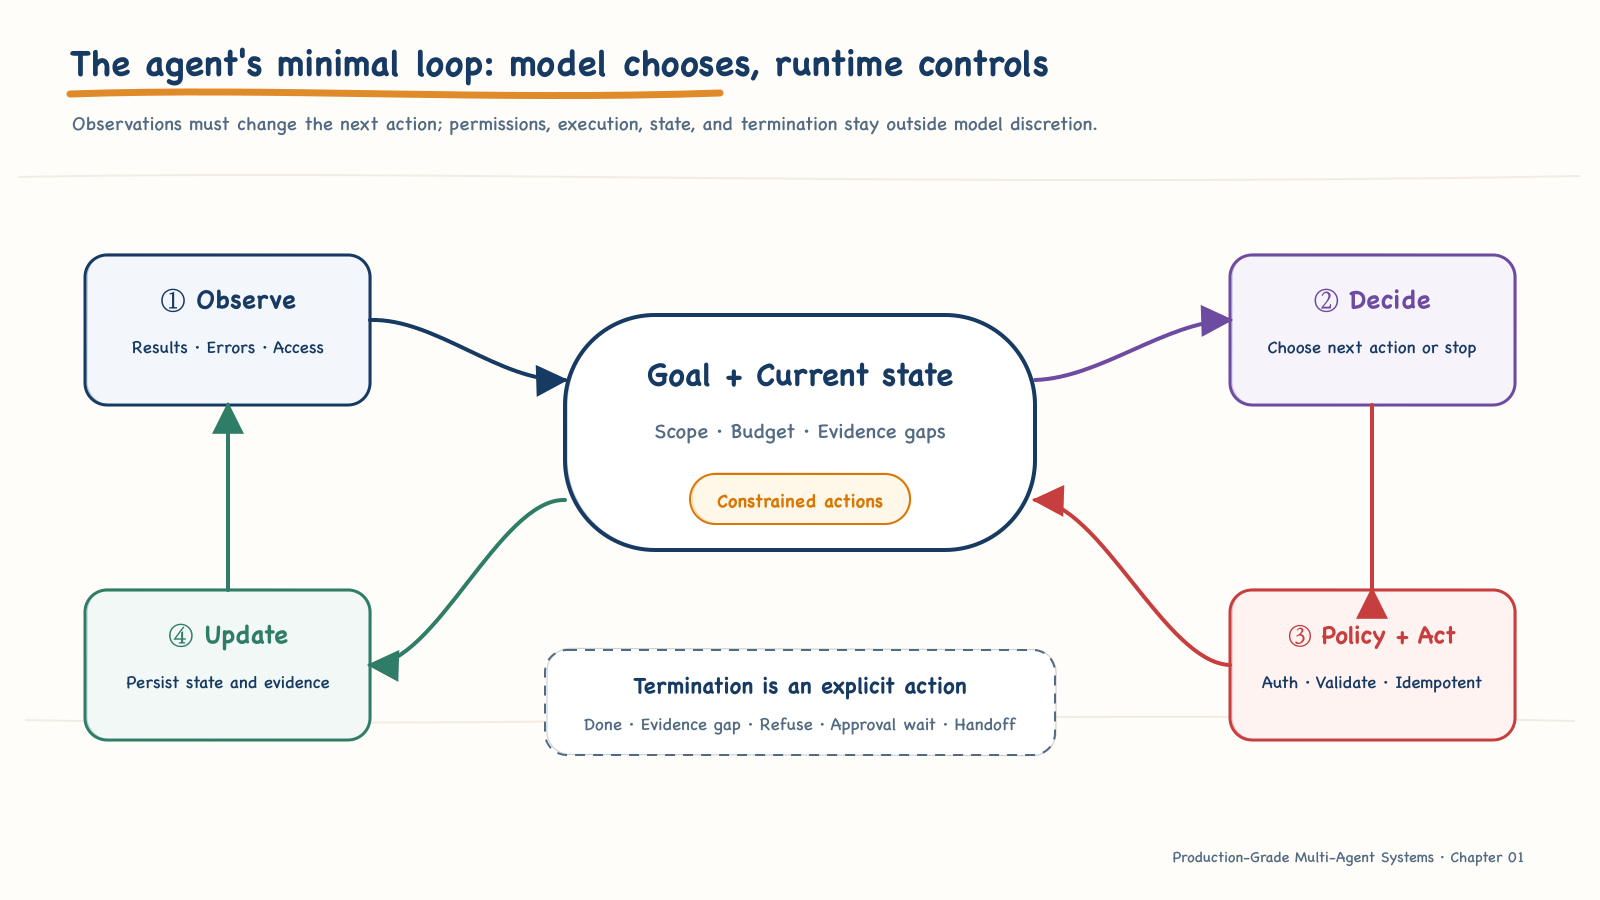 The agent's minimal loop: model chooses, runtime controls
Observations must change the next action; permissions, execution, state, and termination stay outside model discretion.
① Observe
Results · Errors · Access
② Decide
Choose next action or stop
Goal + Current state
Scope · Budget · Evidence gaps
Constrained actions
④ Update
Persist state and evidence
③ Policy + Act
Auth · Validate · Idempotent
Termination is an explicit action
Done · Evidence gap · Refuse · Approval wait · Handoff
Production-Grade Multi-Agent Systems · Chapter 01